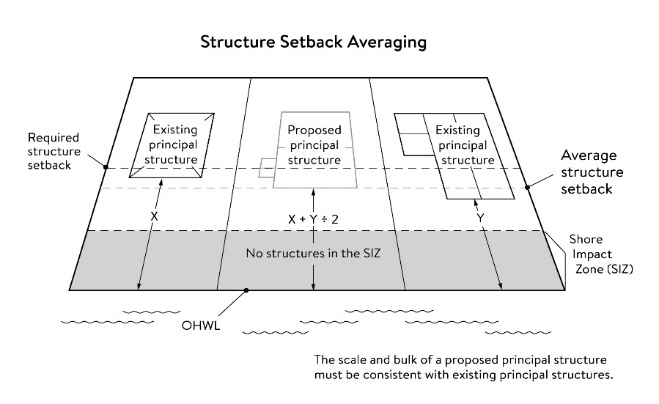 Structure Setback Averaging
Required
structure
setback
Existing
principal
structure
Proposed
principal
structure
Existing
principal
structure
Average
structure
setback
X
X + Y ÷ 2
Y
No structures in the SIZ
Shore
Impact
Zone (SIZ)
OHWL
The scale and bulk of a proposed principal structure
must be consistent with existing principal structures.